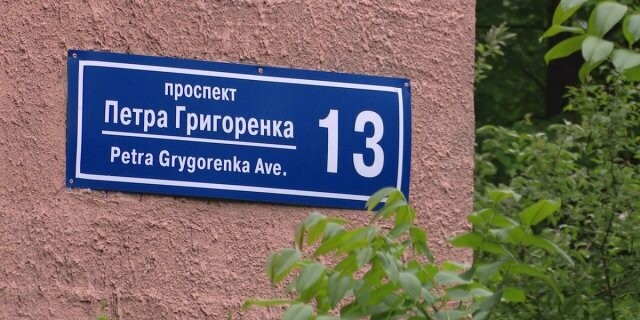 проспект
Петра Григоренка
Petra Grygorenka Ave.
13